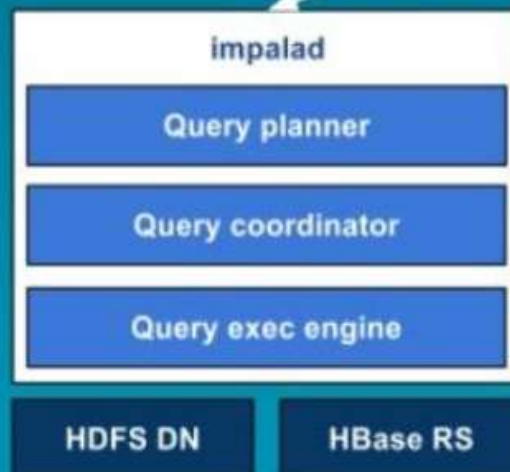 impalad
Query planner
Query coordinator
Query exec engine
HDFS DN HBase RS